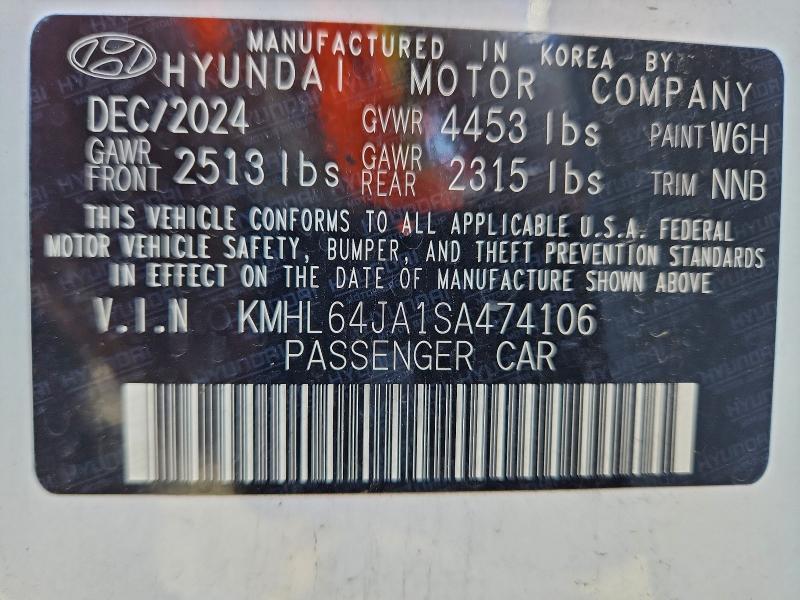 MANUFACTURED IN KOREA BY
HYUNDAI MOTOR COMPANY
DEC/2024 GVWR 4453 lbs PAINT W6H
GAWR FRONT 2513 lbs GAWR REAR 2315 lbs TRIM NNB
THIS VEHICLE CONFORMS TO ALL APPLICABLE U.S.A. FEDERAL
MOTOR VEHICLE SAFETY, BUMPER, AND THEFT PREVENTION STANDARDS
IN EFFECT ON THE DATE OF MANUFACTURE SHOWN ABOVE
V.I.N KMHL64JA1SA474106
PASSENGER CAR